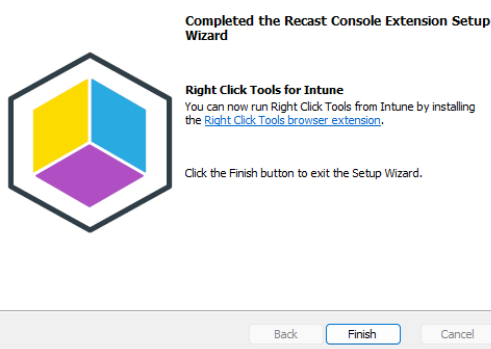 Completed the Recast Console Extension Setup
Wizard
Right Click Tools for Intune
You can now run Right Click Tools from Intune by installing
the Right Click Tools browser extension.
Click the Finish button to exit the Setup Wizard.
Back Finish Cancel